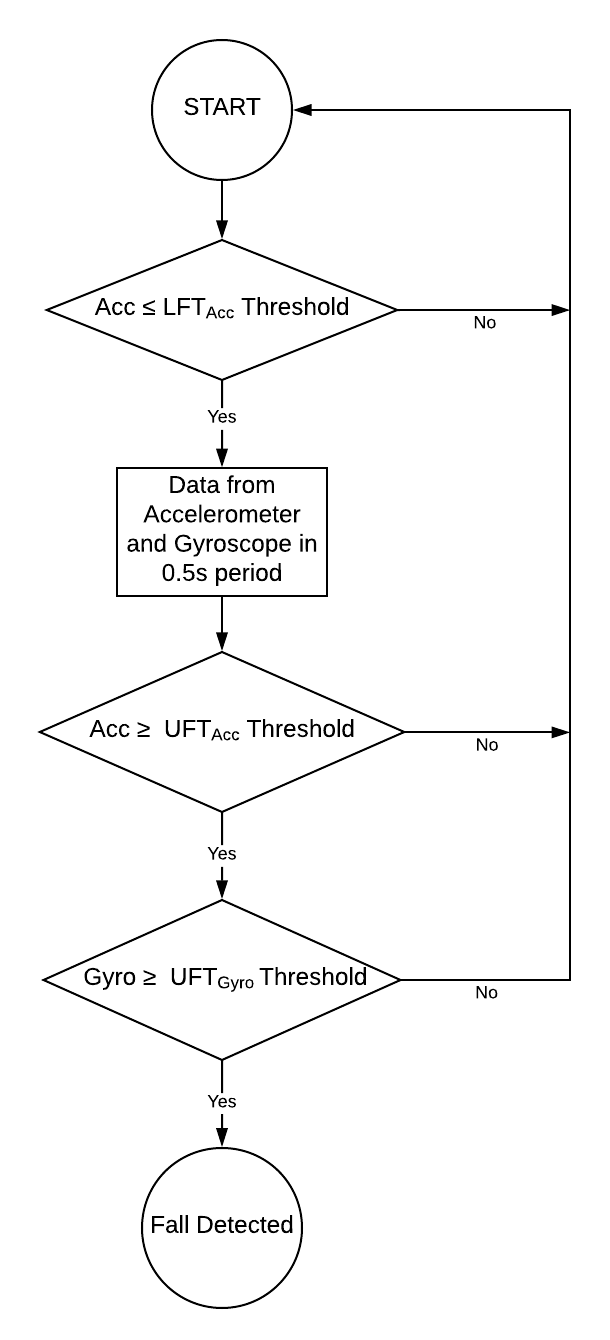 START
Acc ≤ LFTAcc Threshold
No
Yes
Data from
Accelerometer
and Gyroscope in
0.5s period
Acc ≥ UFTAcc Threshold
No
Yes
Gyro ≥ UFTGyro Threshold
No
Yes
Fall Detected